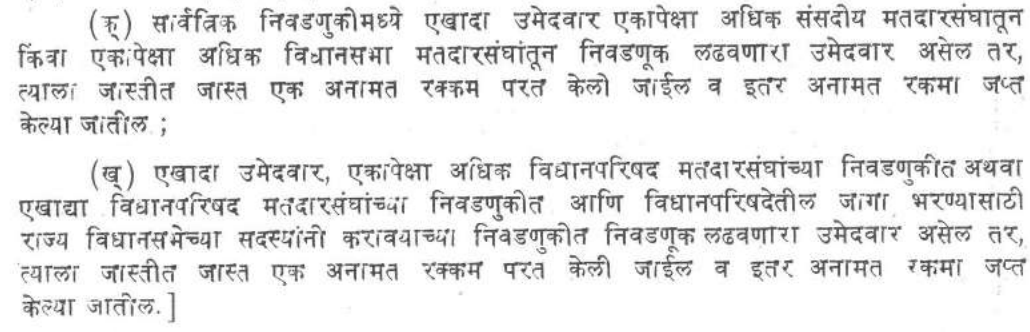 (क) सार्वत्रिक निवडणुकीमध्ये एखादा उमेदवार एकापेक्षा अधिक संसदीय मतदारसंघातून
किंवा एकापेक्षा अधिक विधानसभा मतदारसंघांतून निवडणूक लढवणारा उमेदवार असेल तर,
त्याला जास्तीत जास्त एक अनामत रक्कम परत केली जाईल व इतर अनामत रकमा जप्त
केल्या जातील ;
(ख) एखादा उमेदवार, एकापेक्षा अधिक विधानपरिषद मतदारसंघांच्या निवडणुकीत अथवा
एखाद्या विधानपरिषद मतदारसंघांच्या निवडणुकीत आणि विधानपरिषदेतील जागा भरण्यासाठी
राज्य विधानसभेच्या सदस्यांनी करावयाच्या निवडणुकीत निवडणूक लढवणारा उमेदवार असेल तर,
त्याला जास्तीत जास्त एक अनामत रक्कम परत केली जाईल व इतर अनामत रकमा जप्त
केल्या जातील.]